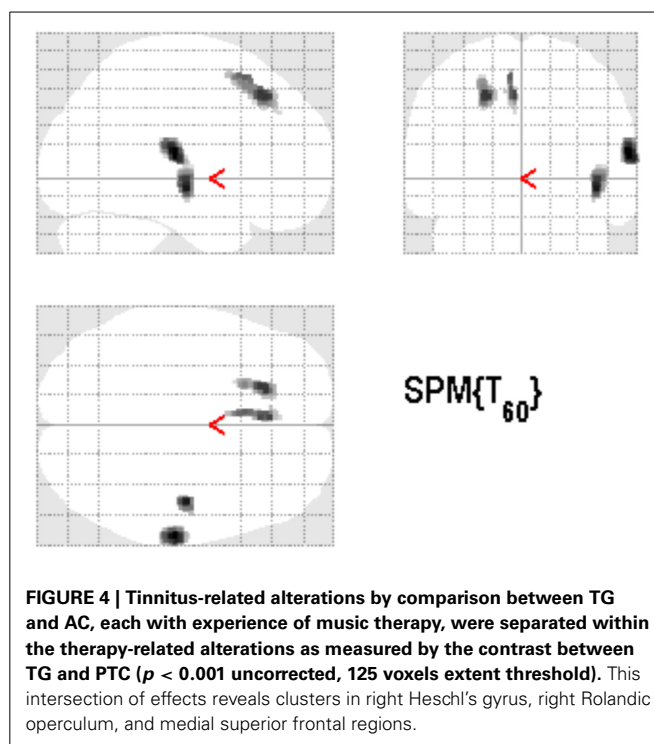 SPM{T60}
FIGURE 4 | Tinnitus-related alterations by comparison between TG
and AC, each with experience of music therapy, were separated within
the therapy-related alterations as measured by the contrast between
TG and PTC (p < 0.001 uncorrected, 125 voxels extent threshold). This
intersection of effects reveals clusters in right Heschl's gyrus, right Rolandic
operculum, and medial superior frontal regions.